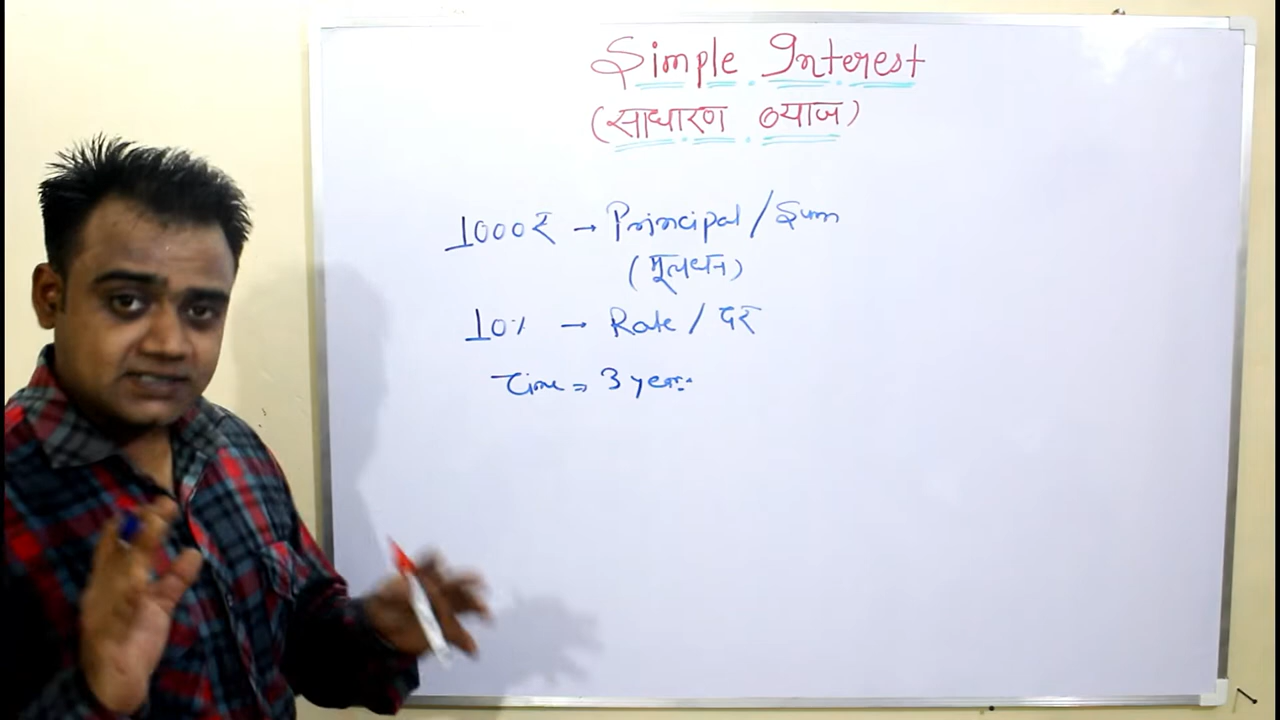 Simple Interest
(साधारण ब्याज)
1000₹ → Principal / Sum
(मूलधन)
10% → Rate / दर
Time = 3 years